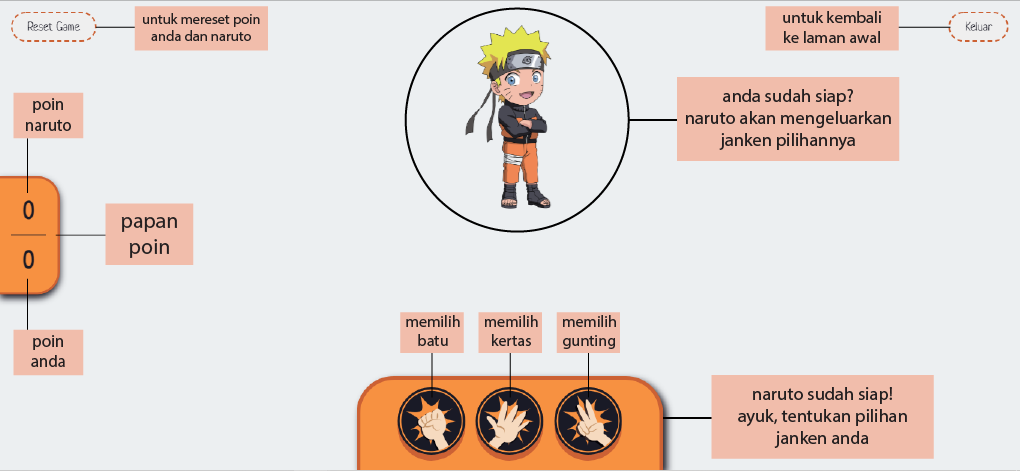 Reset Game
untuk mereset poin
anda dan naruto
untuk kembali
ke laman awal
Keluar
poin
naruto
anda sudah siap?
naruto akan mengeluarkan
janken pilihannya
0
0
papan
poin
poin
anda
memilih
batu
memilih
kertas
memilih
gunting
naruto sudah siap!
ayuk, tentukan pilihan
janken anda